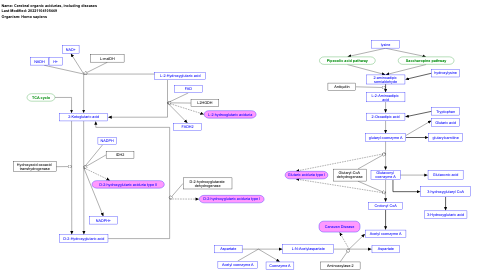 Name: Cerebral organic acidurias, including diseases
Last Modified: 20221101015669
Organism: Homo sapiens
NAD+
NADH
H+
L-malDH
L-2-Hydroxyglutaric acid
FAD
L2HGDH
L-2-hydroxyglutaric aciduria
FADH2
TCA cycle
2-Ketoglutaric acid
NADPH
IDH2
Hydroxyacid-oxoacid
transhydrogenase
D-2-hydroxyglutaric aciduria type II
D-2-hydroxyglutarate
dehydrogenase
D-2-hydroxyglutaric aciduria type I
NADPH+
D-2-Hydroxyglutaric acid
lysine
Pipecolic acid pathway
Saccharopine pathway
2-aminoadipic
semialdehyde
hydroxylysine
Antiquitin
L-2-Aminoadipic
acid
2-Oxoadipic acid
Tryptophan
Glutaric acid
glutaryl-coenzyme A
glutarylcarnitine
Glutaric aciduria type I
Glutaryl-CoA
dehydrogenase
Glutaconyl
coenzyme A
Glutaconic acid
3-hydroxyglutaryl CoA
3-Hydroxyglutaric acid
Crotonyl CoA
Canavan Disease
Acetyl coenzyme A
Aspartate
L-N-Acetylaspartate
Aspartate
Acetyl coenzyme A
Coenzyme A
Aminoacylase 2